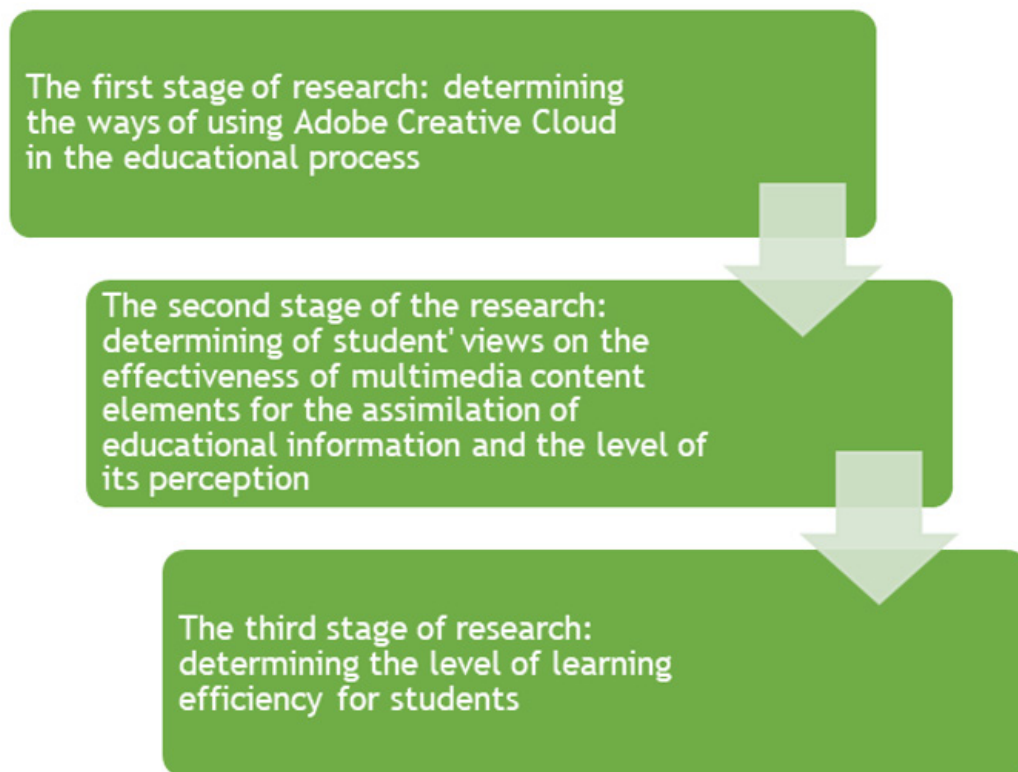 The first stage of research: determining
the ways of using Adobe Creative Cloud
in the educational process
The second stage of the research:
determining of student' views on the
effectiveness of multimedia content
elements for the assimilation of
educational information and the level of
its perception
The third stage of research:
determining the level of learning
efficiency for students